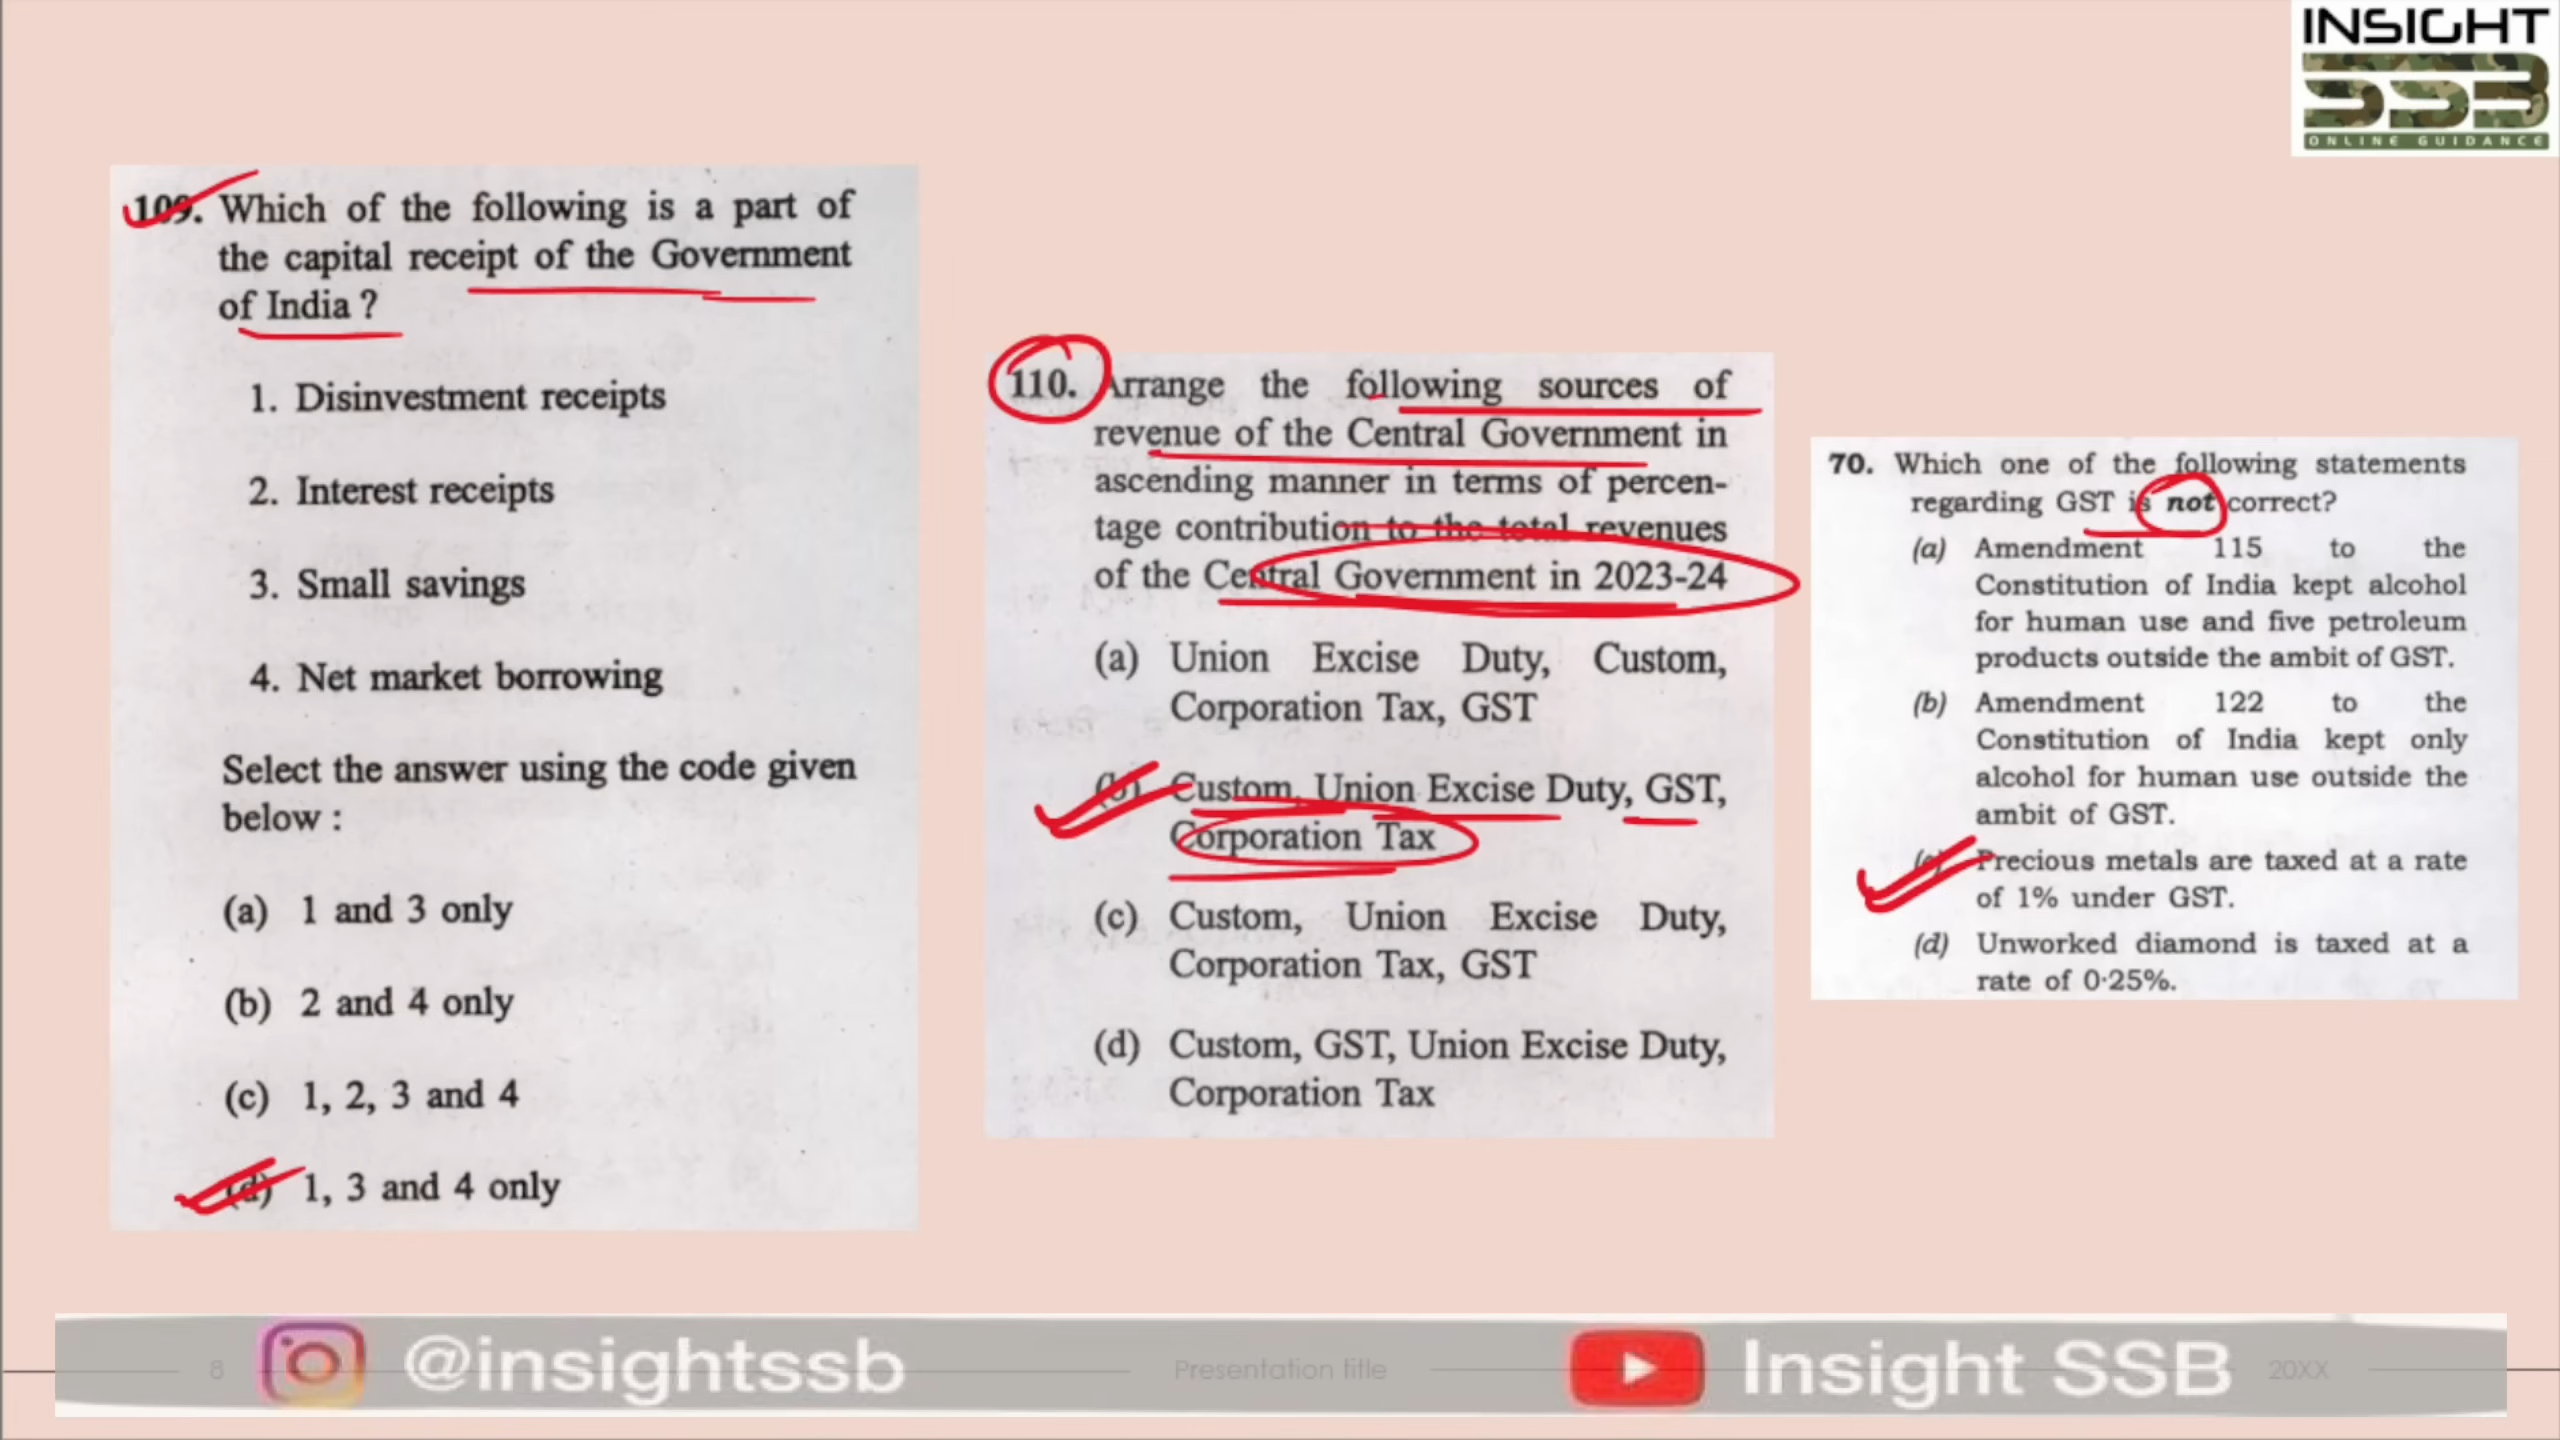 INSIGHT
SSB
ONLINE GUIDANCE
109. Which of the following is a part of
the capital receipt of the Government
of India ?
1. Disinvestment receipts
2. Interest receipts
3. Small savings
4. Net market borrowing
Select the answer using the code given
below :
(a) 1 and 3 only
(b) 2 and 4 only
(c) 1, 2, 3 and 4
(d) 1, 3 and 4 only
110. Arrange the following sources of
revenue of the Central Government in
ascending manner in terms of percen-
tage contribution to the total revenues
of the Central Government in 2023-24
(a) Union Excise Duty, Custom,
Corporation Tax, GST
(b) Custom, Union Excise Duty, GST,
Corporation Tax
(c) Custom, Union Excise Duty,
Corporation Tax, GST
(d) Custom, GST, Union Excise Duty,
Corporation Tax
70. Which one of the following statements
regarding GST is not correct?
(a) Amendment 115 to the
Constitution of India kept alcohol
for human use and five petroleum
products outside the ambit of GST.
(b) Amendment 122 to the
Constitution of India kept only
alcohol for human use outside the
ambit of GST.
(c) Precious metals are taxed at a rate
of 1% under GST.
(d) Unworked diamond is taxed at a
rate of 0·25%.
8
@insightssb
Presentation title
Insight SSB
20XX